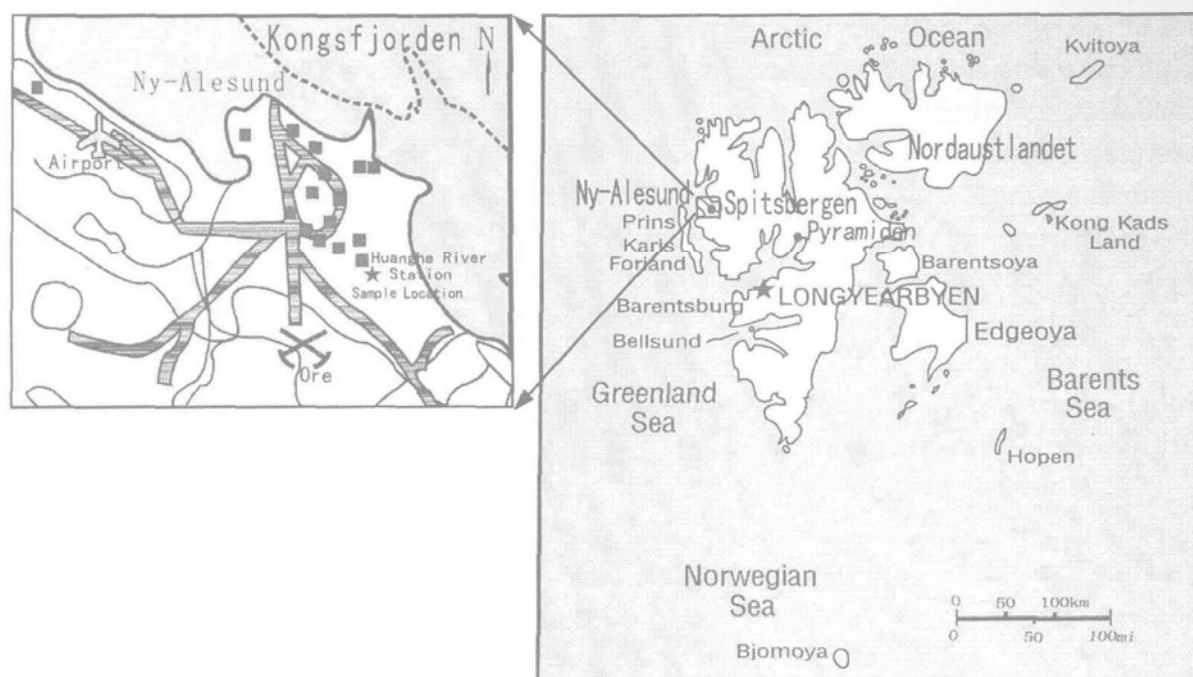 Kongsfjorden N
Ny-Alesund
Airport
Huanghe River
Station
Sample Location
Ore
Arctic Ocean
Kvitoya
Nordaustlandet
Ny-Alesund
Spitsbergen
Prins
Karls
Forland
Pyramiden
Kong Kads
Land
Barentsoya
Barentsburg
LONGYEARBYEN
Bellsund
Edgeoya
Greenland
Sea
Barents
Sea
Hopen
Norwegian
Sea
0 50 100km
0 50 100mi
Bjomoya